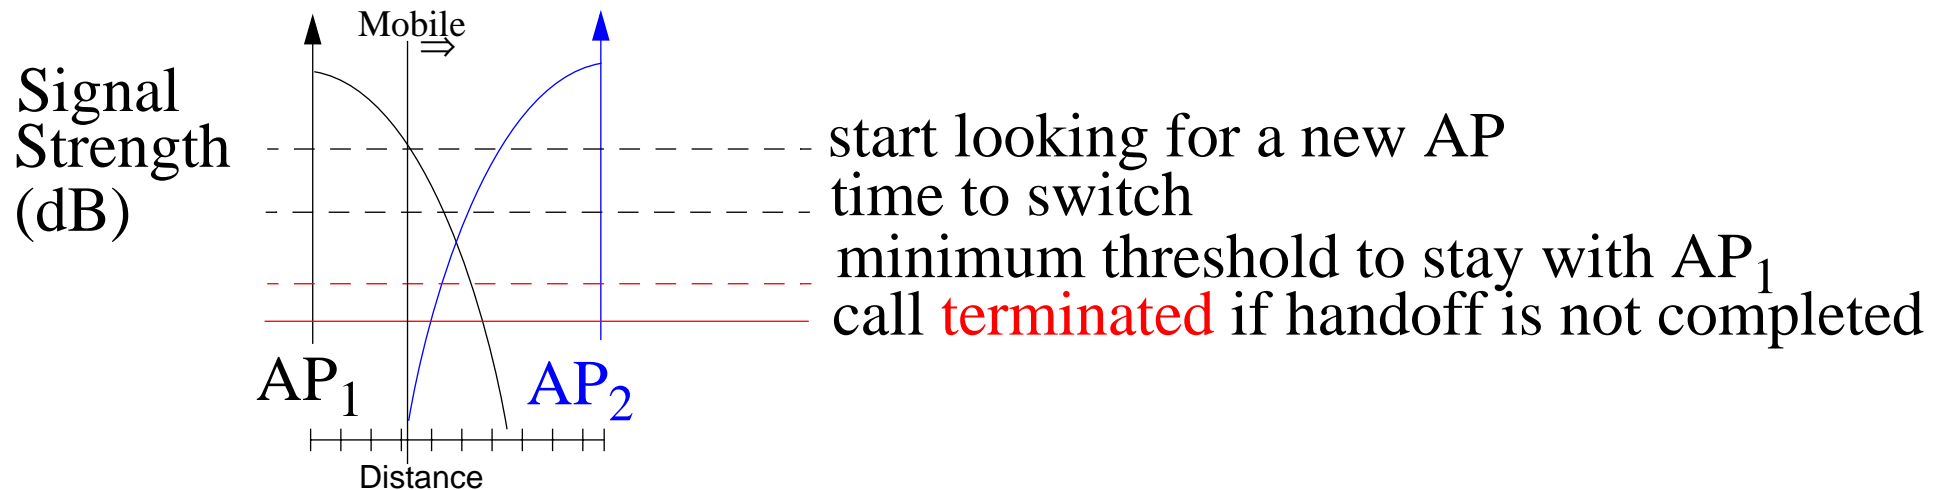 Mobile
⇒
Signal
Strength
(dB)
start looking for a new AP
time to switch
minimum threshold to stay with AP1
call terminated if handoff is not completed
AP1
AP2
Distance